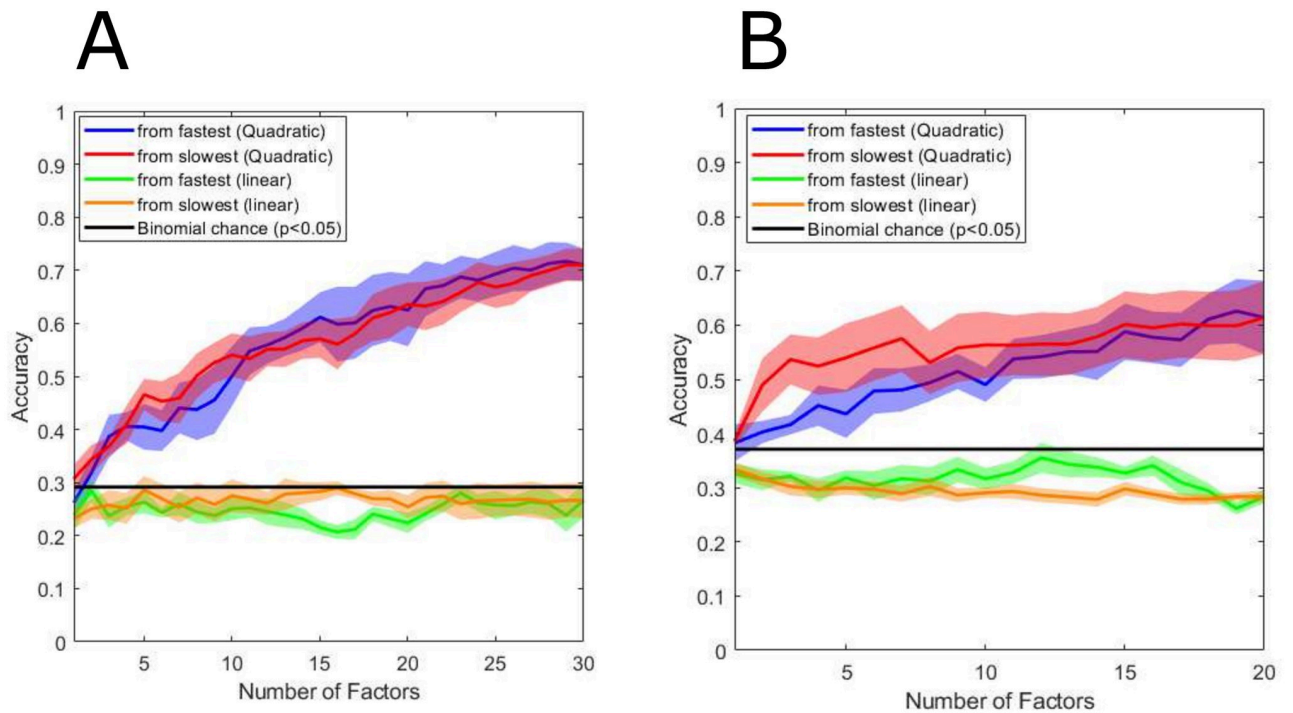 A
B
from fastest (Quadratic)
from slowest (Quadratic)
from fastest (linear)
from slowest (linear)
Binomial chance (p<0.05)
1
0.9
0.8
0.7
0.6
0.5
0.4
0.3
0.2
0.1
0
Accuracy
5
10
15
20
25
30
Number of Factors
from fastest (Quadratic)
from slowest (Quadratic)
from fastest (linear)
from slowest (linear)
Binomial chance (p<0.05)
1
0.9
0.8
0.7
0.6
0.5
0.4
0.3
0.2
0.1
0
Accuracy
5
10
15
20
Number of Factors